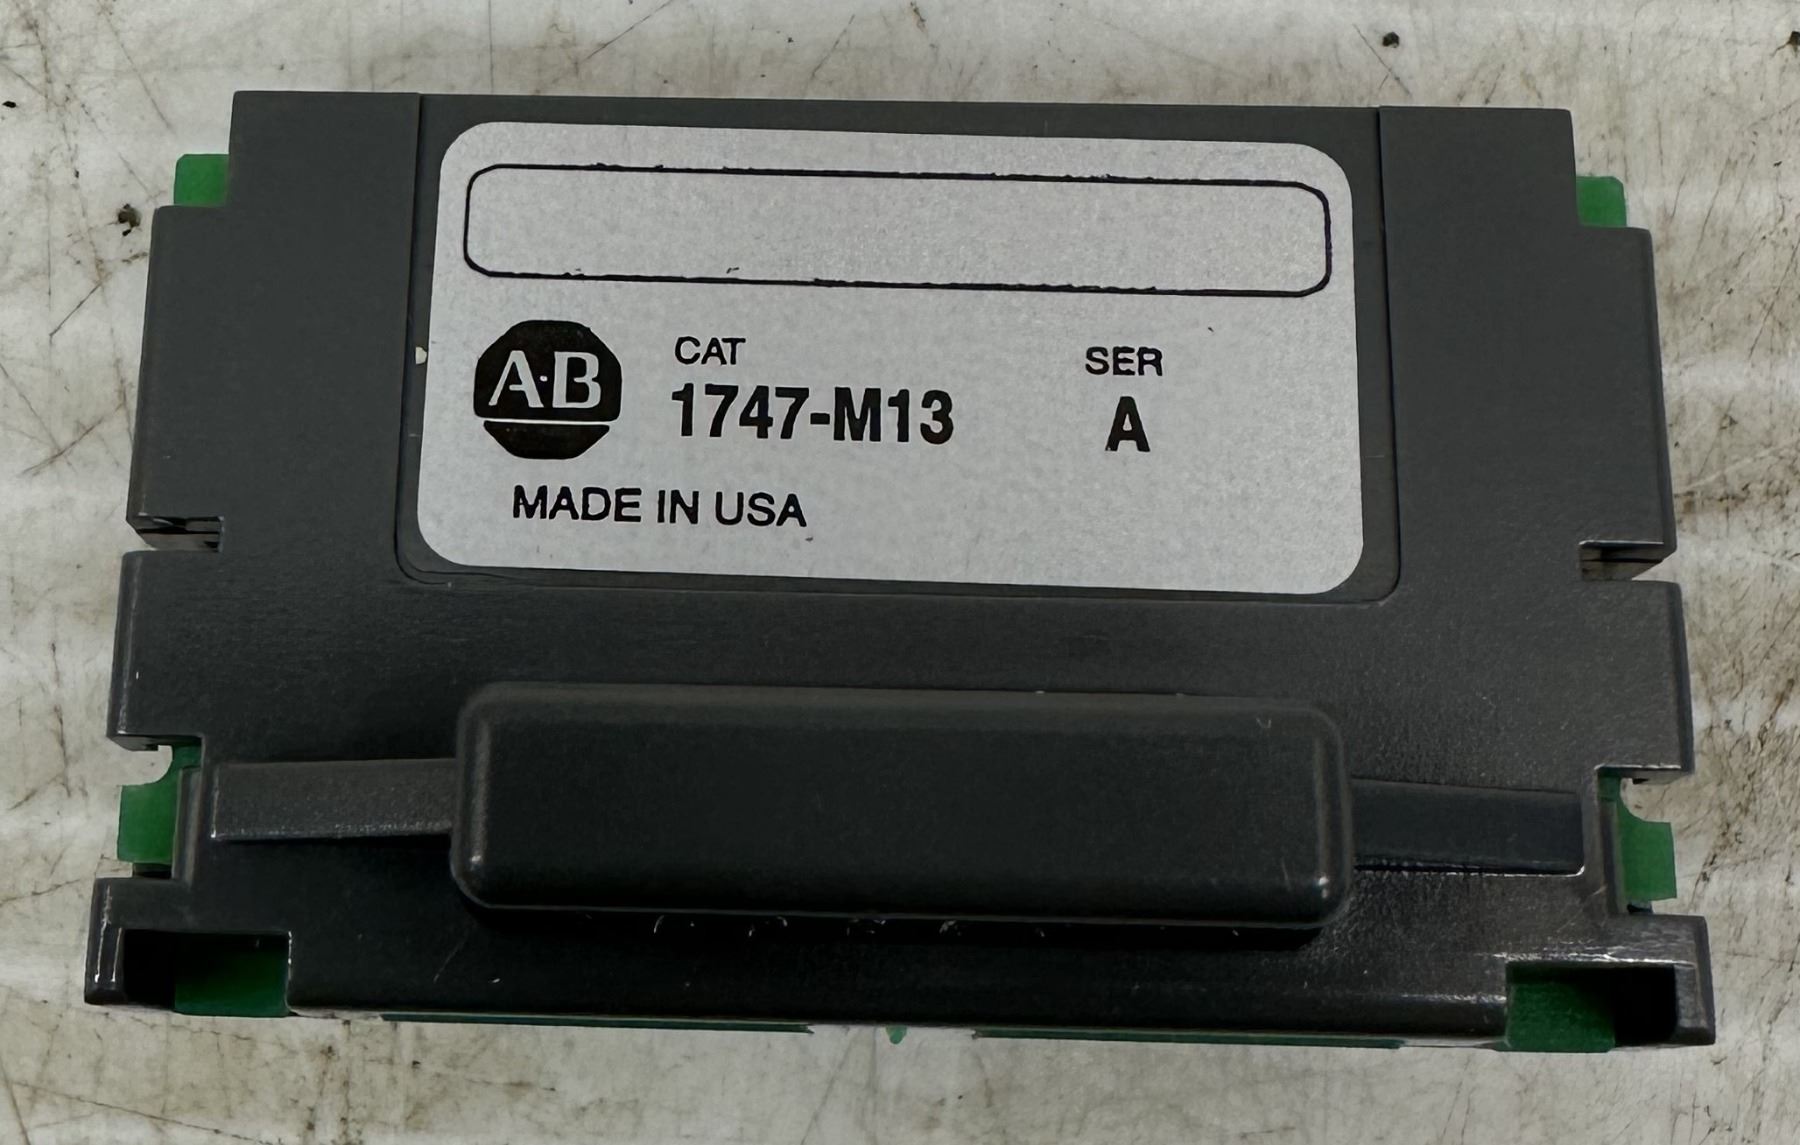 A·B
CAT SER
1747-M13 A
MADE IN USA